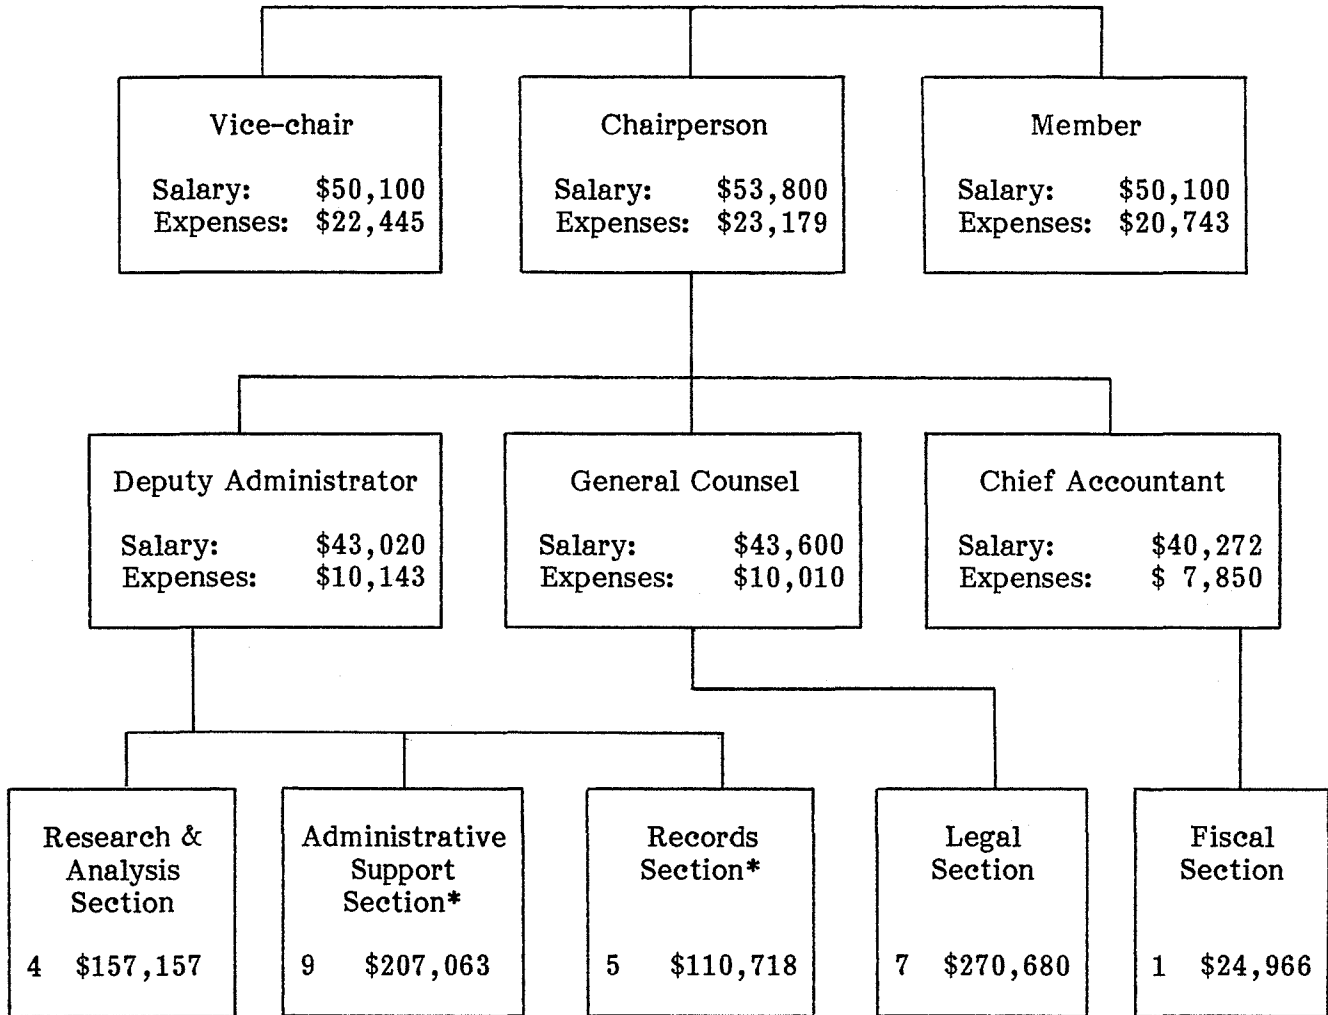 Vice-chair
Salary: $50,100
Expenses: $22,445
Chairperson
Salary: $53,800
Expenses: $23,179
Member
Salary: $50,100
Expenses: $20,743
Deputy Administrator
Salary: $43,020
Expenses: $10,143
General Counsel
Salary: $43,600
Expenses: $10,010
Chief Accountant
Salary: $40,272
Expenses: $ 7,850
Research &
Analysis
Section
4 $157,157
Administrative
Support
Section*
9 $207,063
Records
Section*
5 $110,718
Legal
Section
7 $270,680
Fiscal
Section
1 $24,966